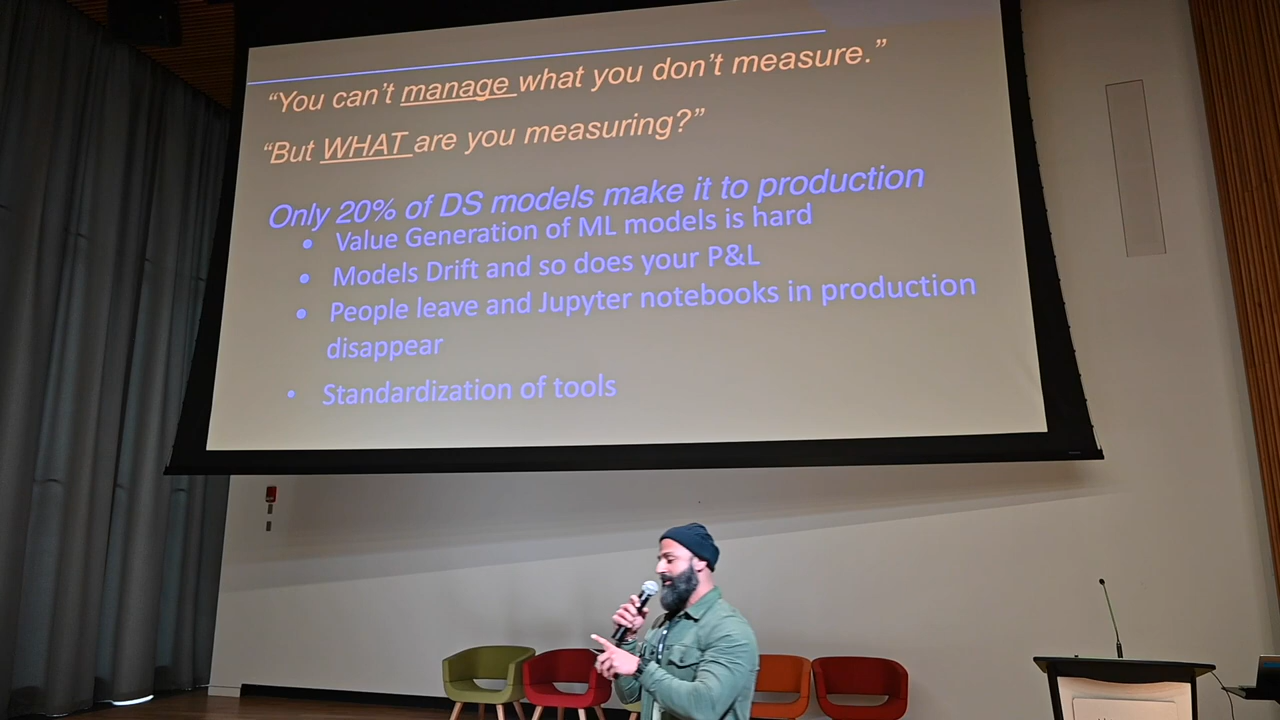 “You can’t manage what you don’t measure.”
“But WHAT are you measuring?”
Only 20% of DS models make it to production
• Value Generation of ML models is hard
• Models Drift and so does your P&L
• People leave and Jupyter notebooks in production
disappear
• Standardization of tools